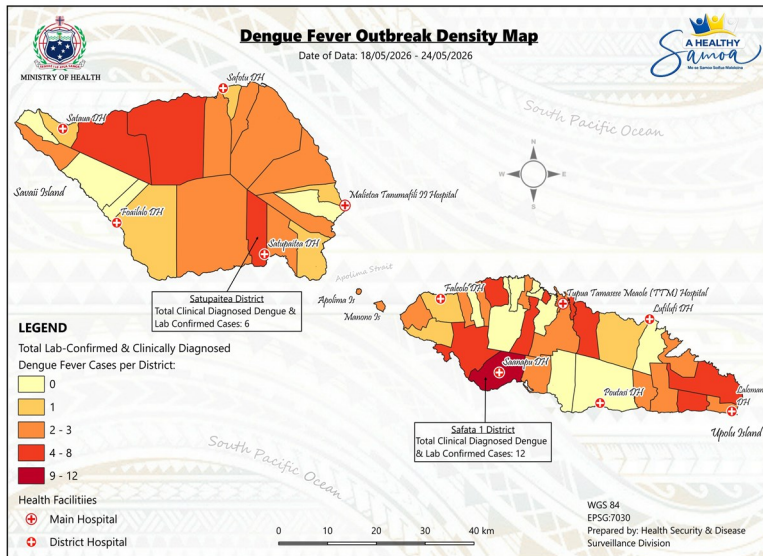 Dengue Fever Outbreak Density Map
Date of Data: 18/05/2026 - 24/05/2026
MINISTRY OF HEALTH
A HEALTHY
Samoa
South Pacific Ocean
N
W
E
S
Safotu DH
Sataua DH
Savaii Island
Malietoa Tanumafili II Hospital
Foailalo DH
Satupaitea DH
Apolima Strait
Satupaitea District
Total Clinical Diagnosed Dengue &
Lab Confirmed Cases: 6
Apolima Is
Manono Is
Faleolo DH
Tupua Tamasese Meaole (TTM) Hospital
Lufilufi DH
Saanapu DH
Poutasi DH
Laloman
DH
Upolu Island
Safata 1 District
Total Clinical Diagnosed Dengue
& Lab Confirmed Cases: 12
LEGEND
Total Lab-Confirmed & Clinically Diagnosed
Dengue Fever Cases per District:
0
1
2 - 3
4 - 8
9 - 12
South Pacific Ocean
Health Facilitiies
Main Hospital
District Hospital
0 10 20 30 40 km
WGS 84
EPSG:7030
Prepared by: Health Security & Disease
Surveillance Division